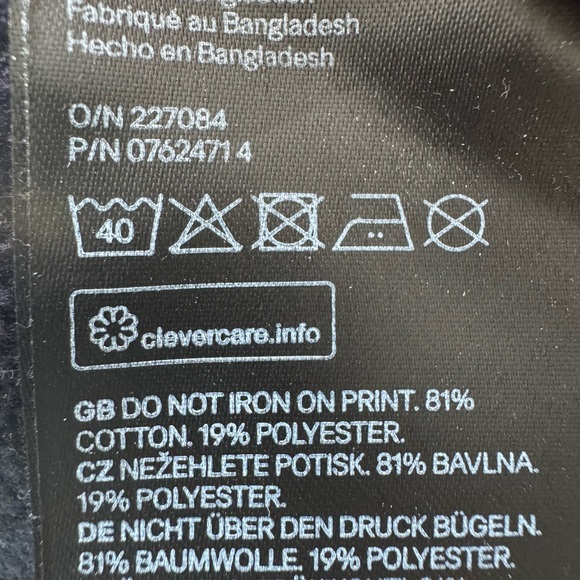 Fabriqué au Bangladesh
Hecho en Bangladesh
O/N 227084
P/N 07624714
40
clevercare.info
GB DO NOT IRON ON PRINT. 81%
COTTON. 19% POLYESTER.
CZ NEŽEHLETE POTISK. 81% BAVLNA.
19% POLYESTER.
DE NICHT ÜBER DEN DRUCK BÜGELN.
81% BAUMWOLLE. 19% POLYESTER.